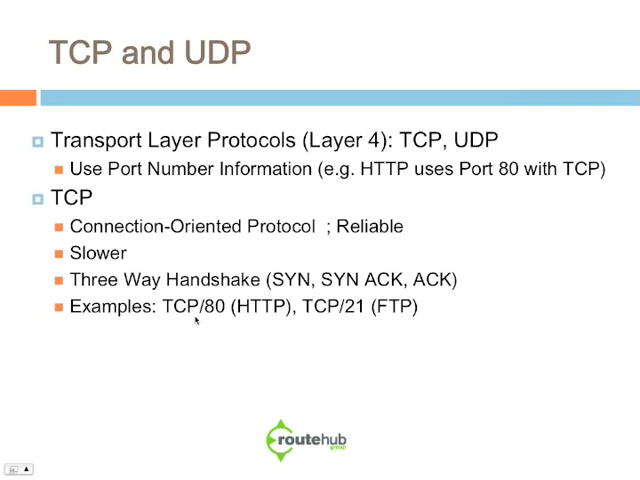 TCP and UDP
Transport Layer Protocols (Layer 4): TCP, UDP
Use Port Number Information (e.g. HTTP uses Port 80 with TCP)
TCP
Connection-Oriented Protocol ; Reliable
Slower
Three Way Handshake (SYN, SYN ACK, ACK)
Examples: TCP/80 (HTTP), TCP/21 (FTP)
routehub
group